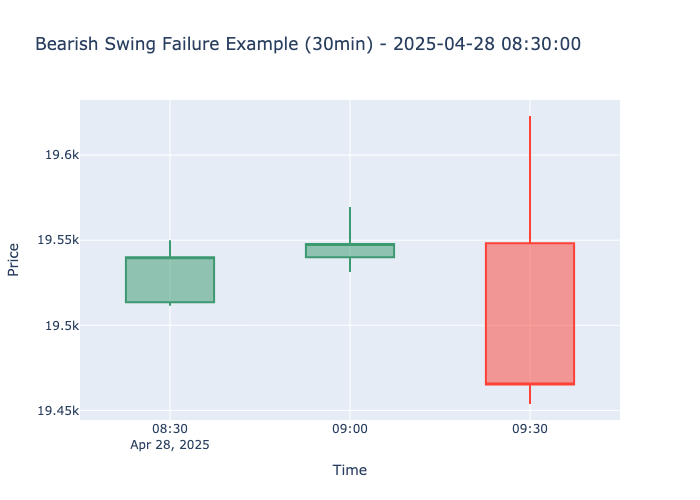 Bearish Swing Failure Example (30min) - 2025-04-28 08:30:00
Price
19.6k
19.55k
19.5k
19.45k
08:30
Apr 28, 2025
09:00
09:30
Time